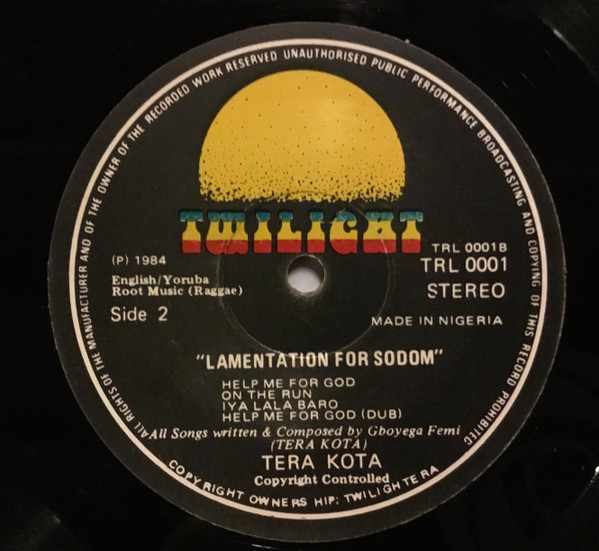 ALL RIGHTS OF THE MANUFACTURER AND OF THE OWNER OF THE RECORDED WORK RESERVED UNAUTHORISED PUBLIC PERFORMANCE BROADCASTING AND COPYING OF THIS RECORD PROHIBITED
TWILIGHT
TRL 0001B
(P) 1984
TRL 0001
English/Yoruba
Root Music (Raggae)
STEREO
Side 2
MADE IN NIGERIA
"LAMENTATION FOR SODOM"
HELP ME FOR GOD
ON THE RUN
IYA LALA BARO
HELP ME FOR GOD (DUB)
All Songs written & Composed by Gboyega Femi
(TERA KOTA)
TERA KOTA
Copyright Controlled
COPYRIGHT OWNERS HIP: TWILIGHTERA